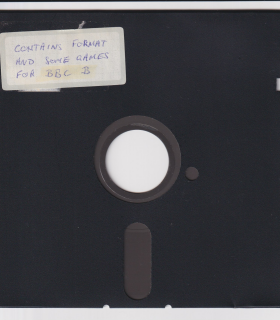 CONTAINS FORMAT
AND SOME GAMES
FOR BBC B